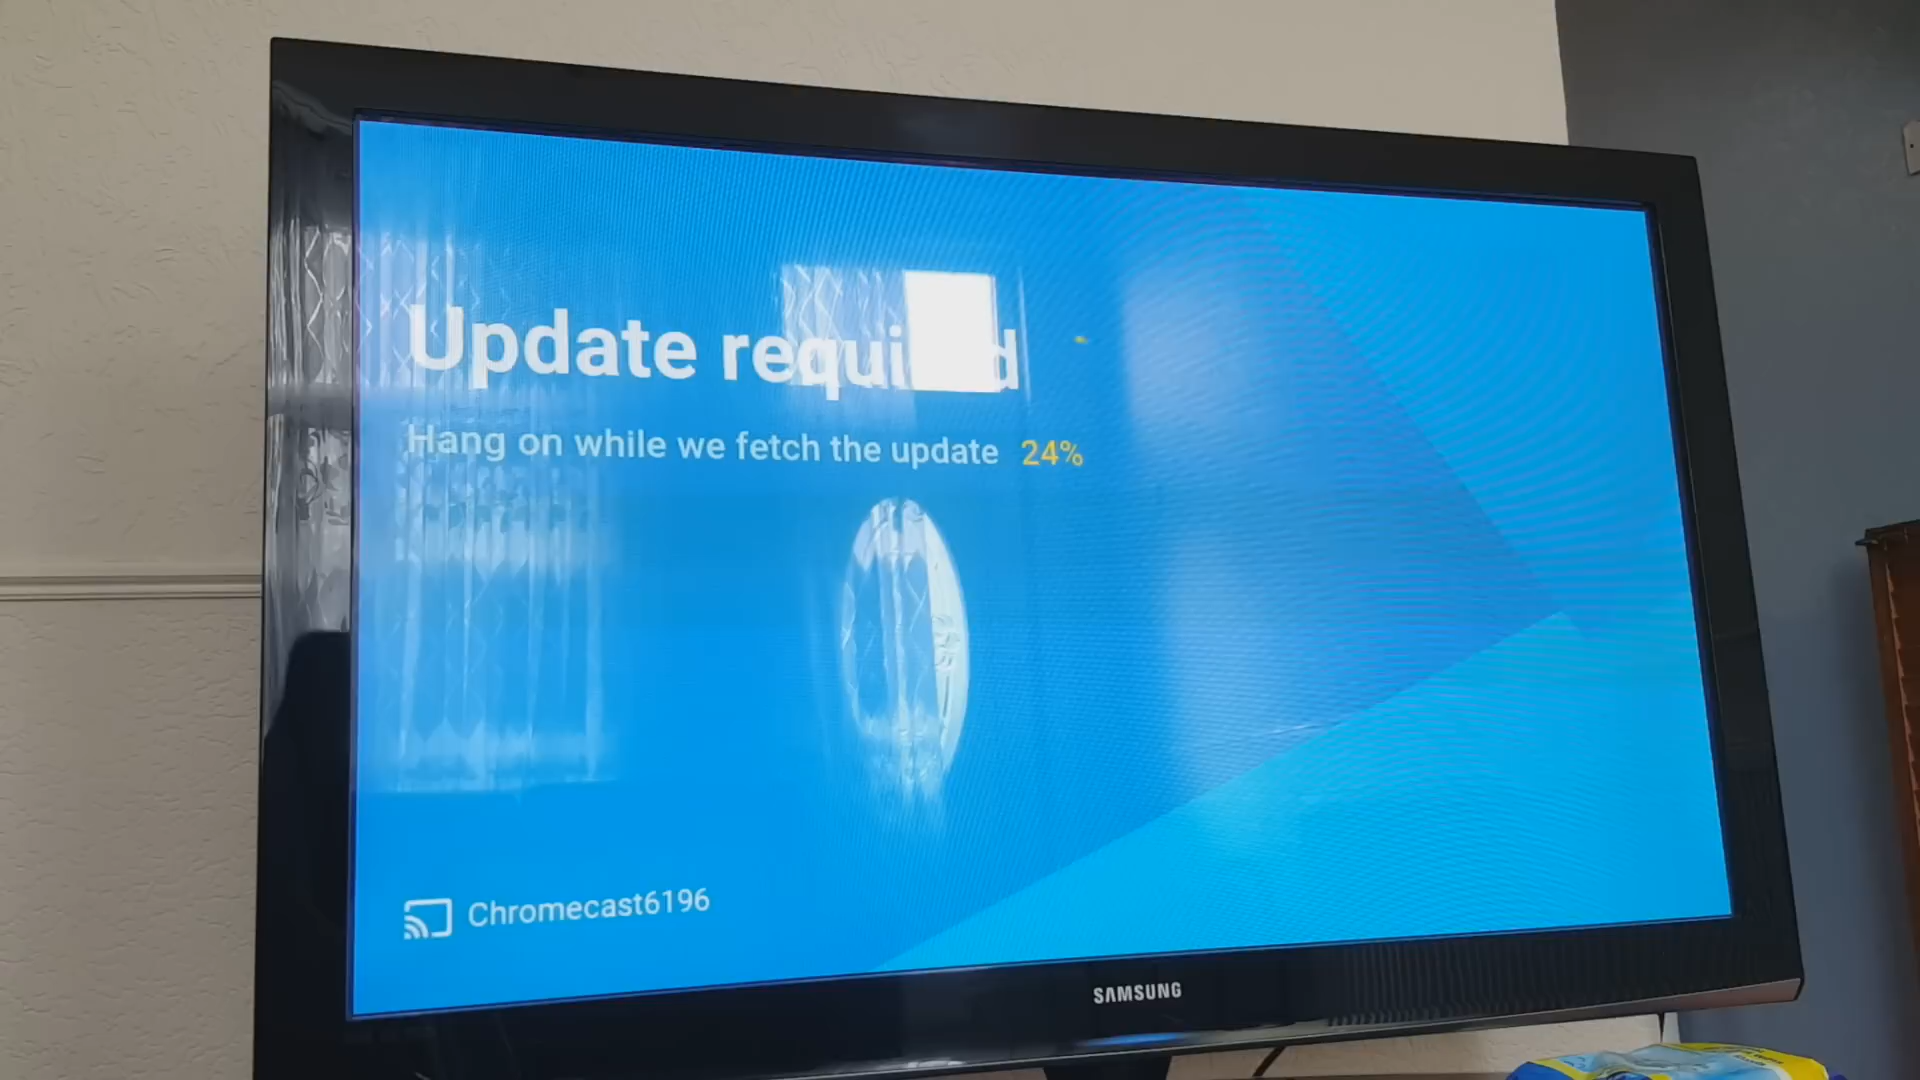 Update required
Hang on while we fetch the update 24%
Chromecast6196
SAMSUNG